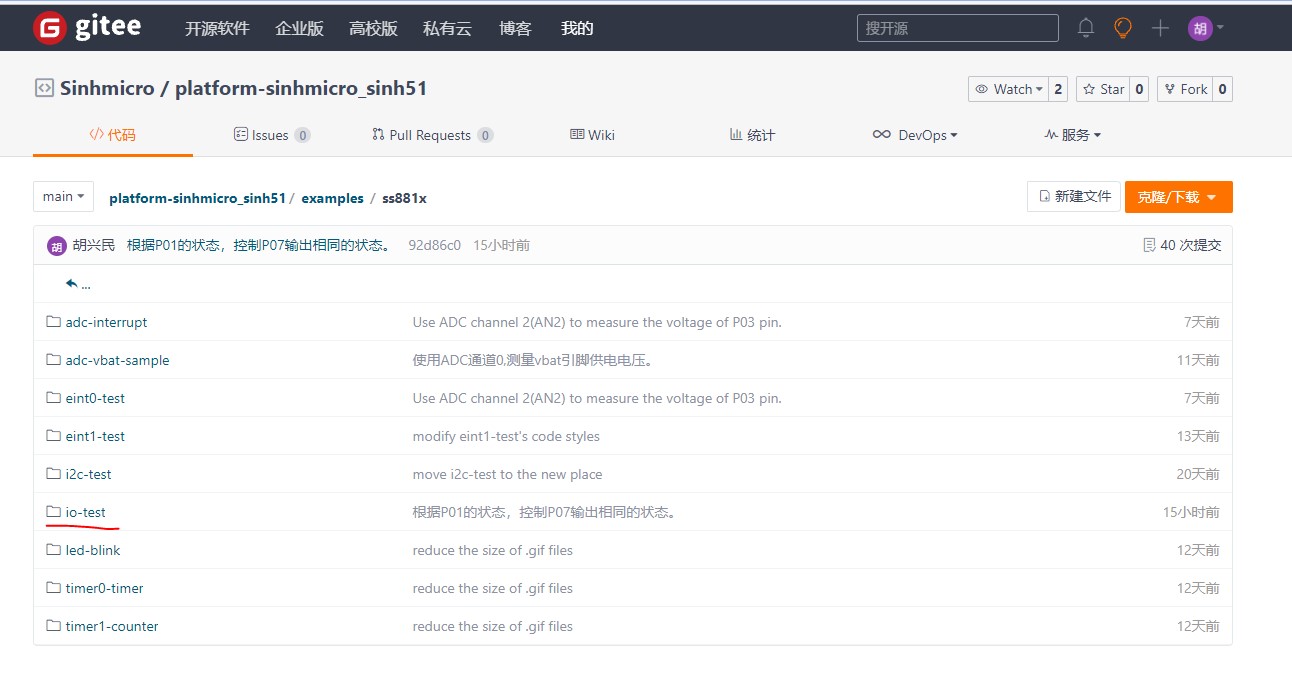 gitee 开源软件 企业版 高校版 私有云 博客 我的 搜开源 胡
Sinhmicro / platform-sinhmicro_sinh51 Watch 2 Star 0 Fork 0
代码 Issues 0 Pull Requests 0 Wiki 统计 DevOps 服务
main platform-sinhmicro_sinh51 / examples / ss881x 新建文件 克隆/下载
胡 胡兴民 根据P01的状态，控制P07输出相同的状态。 92d86c0 15小时前 40 次提交
...
adc-interrupt Use ADC channel 2(AN2) to measure the voltage of P03 pin. 7天前
adc-vbat-sample 使用ADC通道0,测量vbat引脚供电电压。 11天前
eint0-test Use ADC channel 2(AN2) to measure the voltage of P03 pin. 7天前
eint1-test modify eint1-test's code styles 13天前
i2c-test move i2c-test to the new place 20天前
io-test 根据P01的状态，控制P07输出相同的状态。 15小时前
led-blink reduce the size of .gif files 12天前
timer0-timer reduce the size of .gif files 12天前
timer1-counter reduce the size of .gif files 12天前